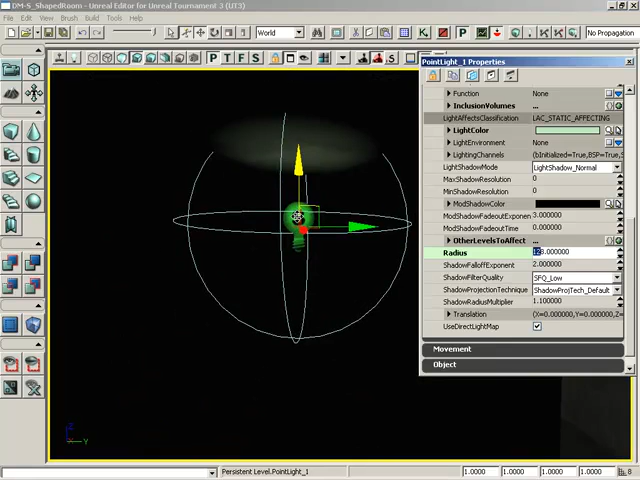 DM-S_ShapedRoom - Unreal Editor for Unreal Tournament 3 (UT3)
File Edit View Brush Build Tools Help
World
No Propagation
P T F S
PointLight_1 Properties
Function None
InclusionVolumes ...
LightAffectsClassification LAC_STATIC_AFFECTING
LightColor
LightEnvironment None
LightingChannels (bInitialized=True,BSP=True,S
LightShadowMode LightShadow_Normal
MaxShadowResolution 0
MinShadowResolution 0
ModShadowColor
ModShadowFadeoutExponen 3.000000
ModShadowFadeoutTime 0.000000
OtherLevelsToAffect ...
Radius 128.000000
ShadowFalloffExponent 2.000000
ShadowFilterQuality SFQ_Low
ShadowProjectionTechnique ShadowProjTech_Default
ShadowRadiusMultiplier 1.100000
Translation (X=0.000000,Y=0.000000,Z=
UseDirectLightMap
Movement
Object
Z
X Y
Persistent Level.PointLight_1
1.0000 1.0000 1.0000 1.0000 8